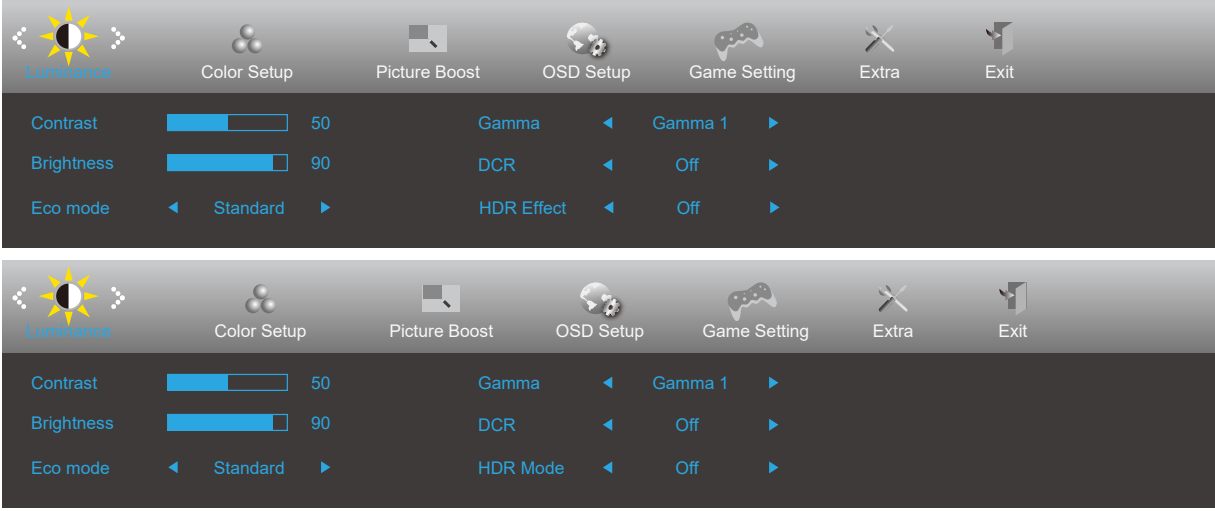 Luminance Color Setup Picture Boost OSD Setup Game Setting Extra Exit
Contrast 50 Gamma Gamma 1
Brightness 90 DCR Off
Eco mode Standard HDR Effect Off
Luminance Color Setup Picture Boost OSD Setup Game Setting Extra Exit
Contrast 50 Gamma Gamma 1
Brightness 90 DCR Off
Eco mode Standard HDR Mode Off